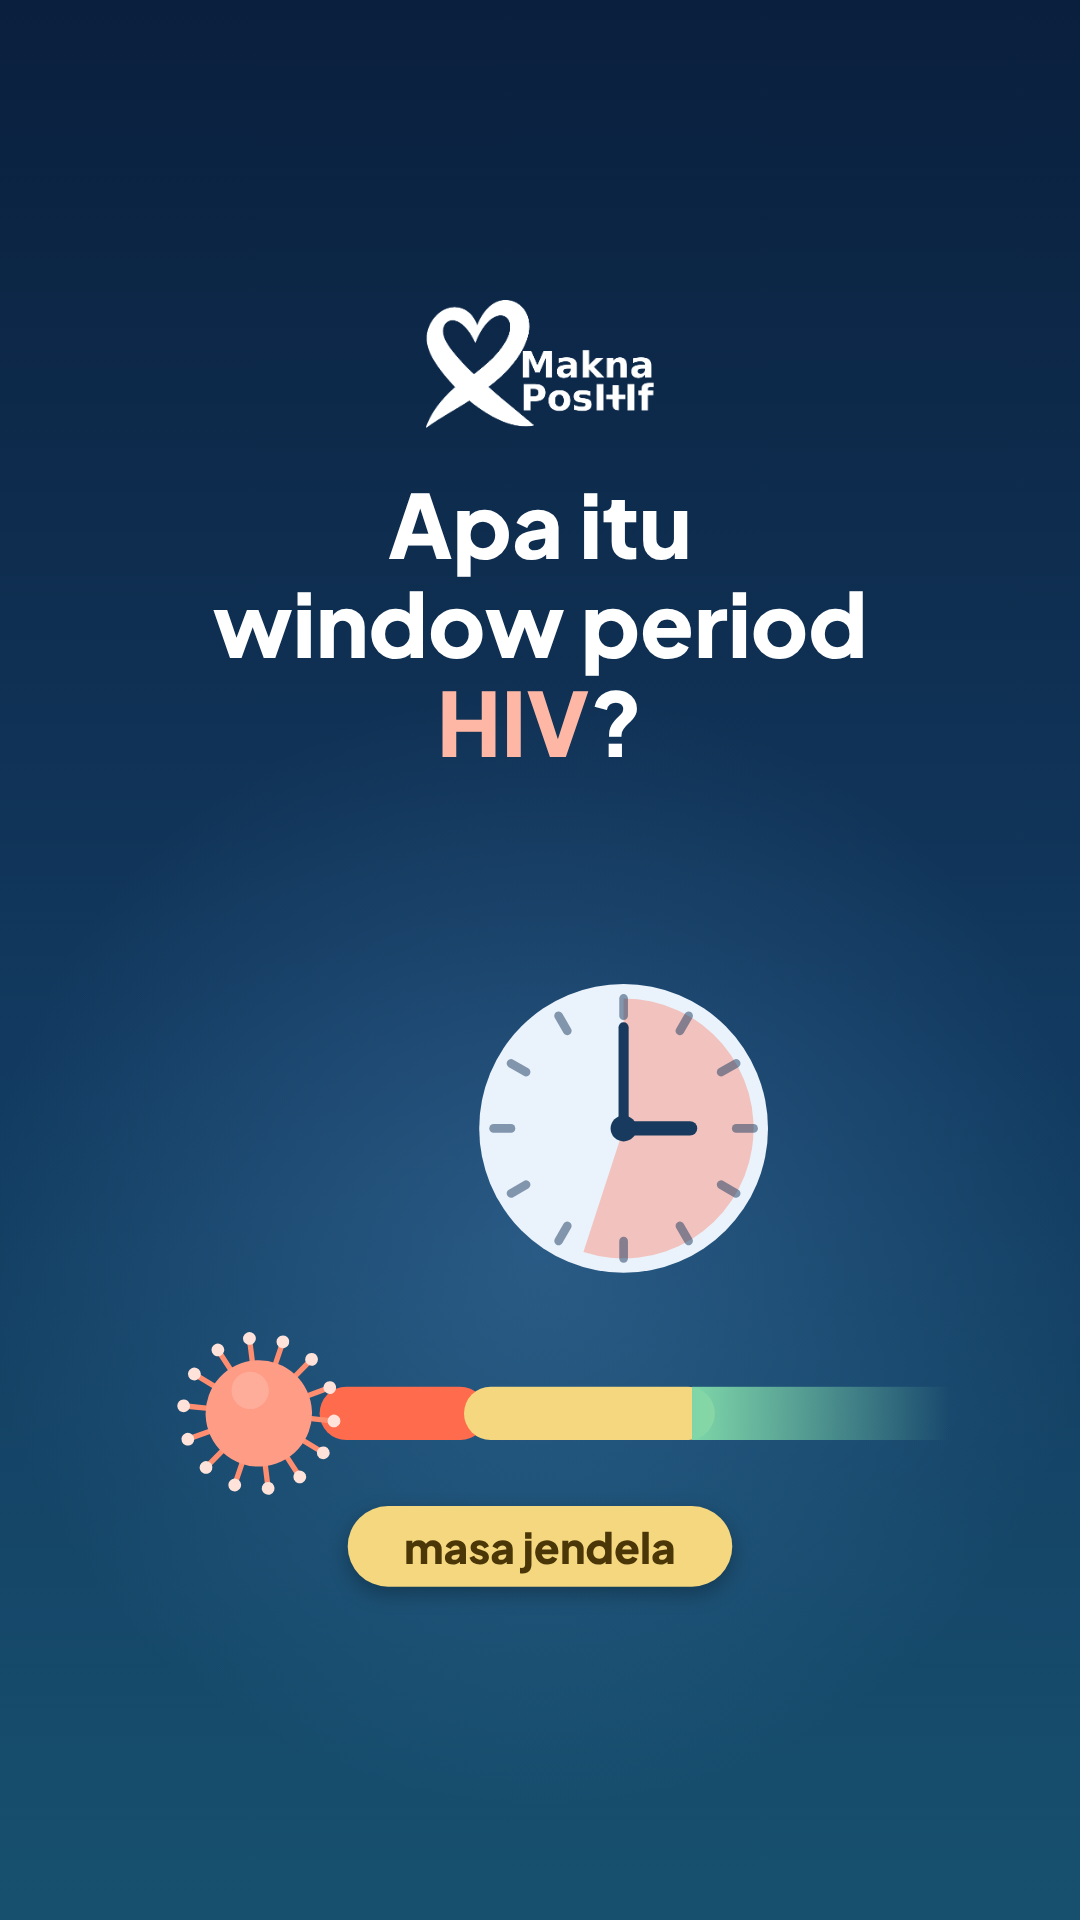 Makna
PosItIf
Apa itu
window period
HIV?
masa jendela